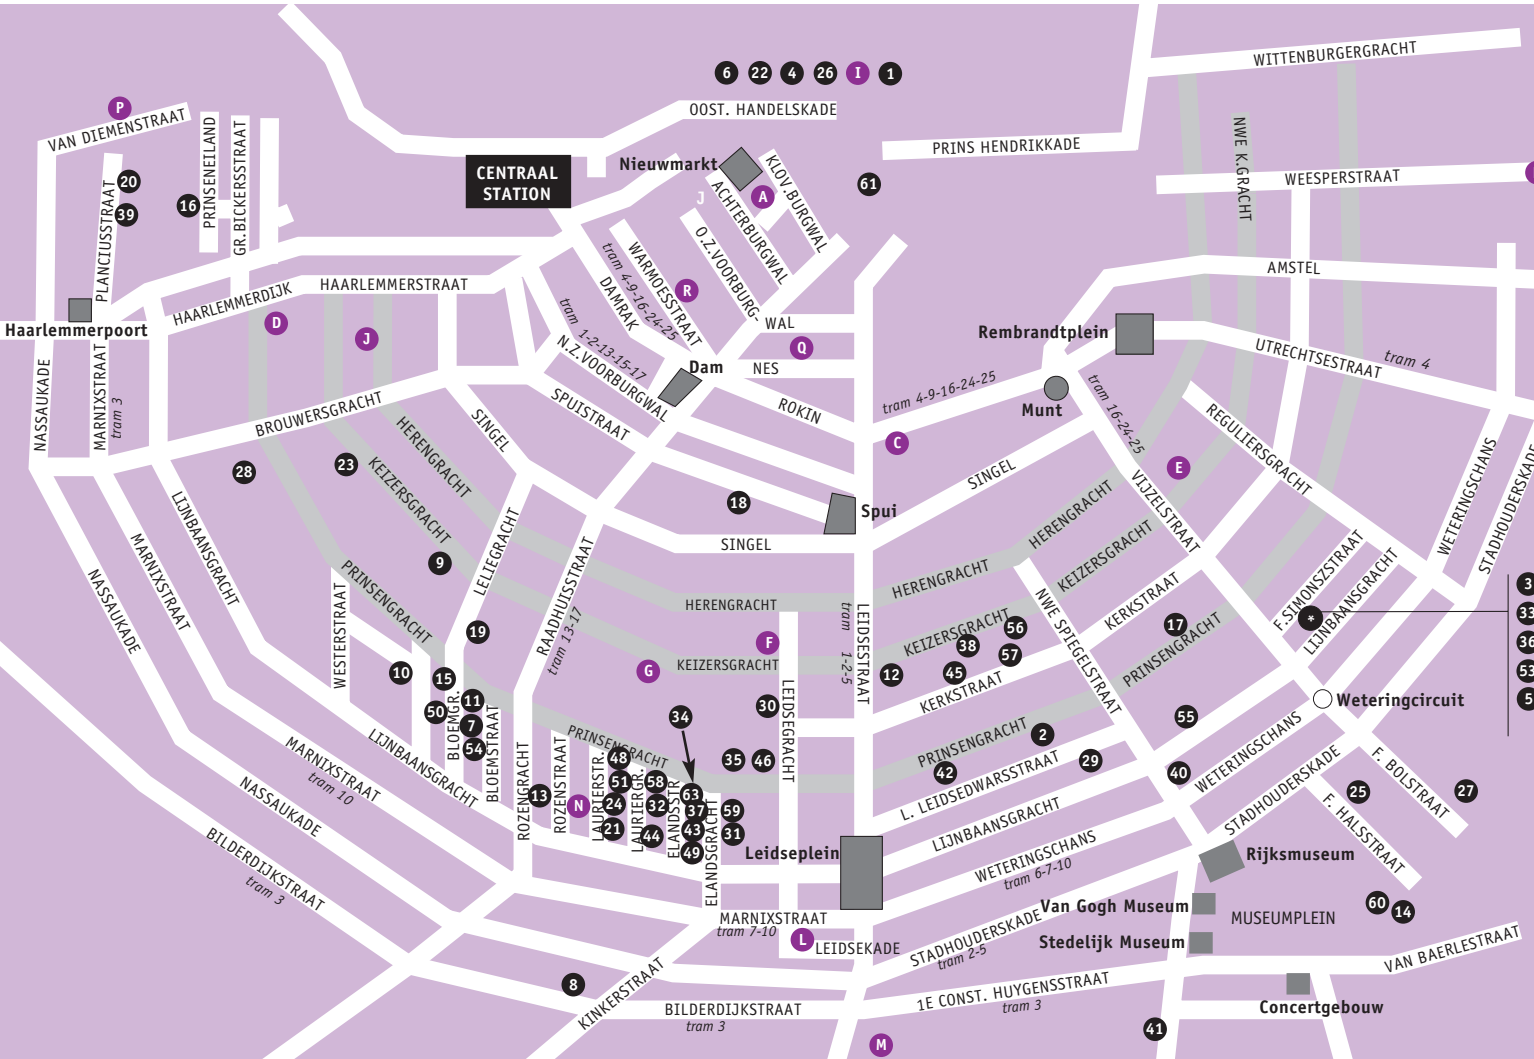 WITTENBURGERGRACHT
6 22 4 26 I 1
P
OOST. HANDELSKADE
VAN DIEMENSTRAAT
PRINSENEILAND
GR.BICKERSSTRAAT
NWE K.GRACHT
PRINS HENDRIKKADE
Nieuwmarkt
KLOV.BURGWAL
CENTRAAL
STATION
WEESPERSTRAAT
20
61
J
A
ACHTERBURGWAL
16
39
PLANCIUSSTRAAT
O.Z.VOORBURG-
WAL
WARMOESSTRAAT
tram 4-9-16-24-25
DAMRAK
AMSTEL
HAARLEMMERSTRAAT
HAARLEMMERDIJK
R
tram 1-2-13-15-17
N.Z.VOORBURGWAL
Haarlemmerpoort
D
J
Q
Rembrandtplein
UTRECHTSESTRAAT
tram 4
NES
Dam
NASSAUKADE
MARNIXSTRAAT
tram 3
tram 4-9-16-24-25
Munt
tram 16-24-25
ROKIN
SPUISTRAAT
SINGEL
BROUWERSGRACHT
HERENGRACHT
KEIZERSGRACHT
REGULIERSGRACHT
C
E
28
23
18
Spui
SINGEL
VIJZELSTRAAT
WETERINGSCHANS
STADHOUDERSKADE
LIJNBAANSGRACHT
MARNIXSTRAAT
NASSAUKADE
LELIEGRACHT
RAADHUISSTRAAT
tram 13-17
SINGEL
HERENGRACHT
KEIZERSGRACHT
9
PRINSENGRACHT
WESTERSTRAAT
HERENGRACHT
HERENGRACHT
NWE SPIEGELSTRAAT
KERKSTRAAT
F.SIMONSZSTRAAT
LIJNBAANSGRACHT
*
3
33
36
53
5
LEIDSESTRAAT
tram 1-2-5
19
F
G
KEIZERSGRACHT
KEIZERSGRACHT
56
38
57
45
12
17
PRINSENGRACHT
10
15
50
11
7
54
BLOEMGR.
BLOEMSTRAAT
LEIDSEGRACHT
30
34
KERKSTRAAT
Weteringcircuit
55
2
PRINSENGRACHT
42
PRINSENGRACHT
LIJNBAANSGRACHT
MARNIXSTRAAT
tram 10
NASSAUKADE
ROZENGRACHT
ROZENSTRAAT
LAURIERSTR.
LAURIERGR.
ELANDSSTR.
ELANDSGRACHT
13
N
48
51
24
21
58
32
44
63
37
43
49
35
46
59
31
L. LEIDSEDWARSSTRAAT
29
40
WETERINGSCHANS
STADHOUDERSKADE
F. BOLSTRAAT
25
27
F. HALSSTRAAT
LIJNBAANSGRACHT
WETERINGSCHANS
tram 6-7-10
Leidseplein
Rijksmuseum
BILDERDIJKSTRAAT
tram 3
MARNIXSTRAAT
tram 7-10
L
LEIDSEKADE
STADHOUDERSKADE
tram 2-5
Van Gogh Museum
Stedelijk Museum
MUSEUMPLEIN
60
14
VAN BAERLESTRAAT
Concertgebouw
8
KINKERSTRAAT
BILDERDIJKSTRAAT
tram 3
1E CONST. HUYGENSSTRAAT
tram 3
41
M